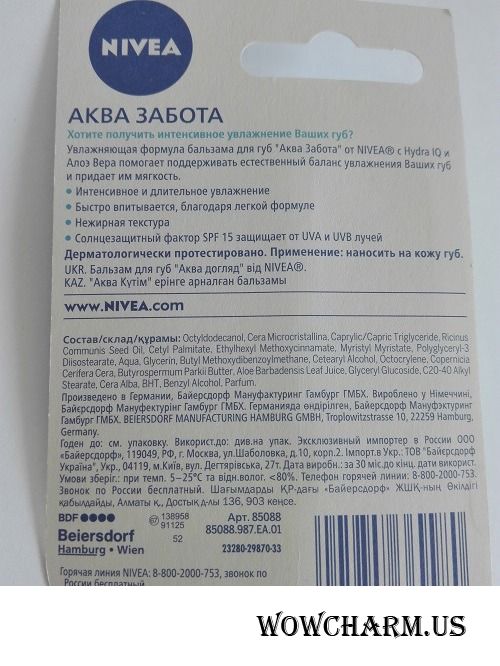 NIVEA
АКВА ЗАБОТА
Хотите получить интенсивное увлажнение Ваших губ?
Увлажняющая формула бальзама для губ "Аква Забота" от NIVEA® с Hydra IQ и
Алоэ Вера помогает поддерживать естественный баланс увлажнения Ваших губ
и придает им мягкость.
• Интенсивное и длительное увлажнение
• Быстро впитывается, благодаря легкой формуле
• Нежирная текстура
• Солнцезащитный фактор SPF 15 защищает от UVA и UVB лучей
Дерматологически протестировано. Применение: наносить на кожу губ.
UKR. Бальзам для губ "Аква догляд" від NIVEA®.
KAZ. "Аква Күтім" ерінге арналған бальзамы
www.NIVEA.com
Состав/склад/құрамы: Octyldodecanol, Cera Microcristallina, Caprylic/Capric Triglyceride, Ricinus
Communis Seed Oil, Cetyl Palmitate, Ethylhexyl Methoxycinnamate, Myristyl Myristate, Polyglyceryl-3
Diisostearate, Aqua, Glycerin, Butyl Methoxydibenzoylmethane, Cetearyl Alcohol, Octocrylene, Copernicia
Cerifera Cera, Butyrospermum Parkii Butter, Aloe Barbadensis Leaf Juice, Glyceryl Glucoside, C20-40 Alkyl
Stearate, Cera Alba, BHT, Benzyl Alcohol, Parfum.
Произведено в Германии, Байерсдорф Мануфактуринг Гамбург ГМБХ. Вироблено у Німеччині,
Байєрсдорф Мануфектурінг Гамбург ГМБХ. Германияда өндірілген, Байерсдорф Мануфэктуринг
Гамбург ГМБХ. BEIERSDORF MANUFACTURING HAMBURG GMBH, Troplowitzstrasse 10, 22259 Hamburg,
Germany.
Годен до: см. упаковку. Використ.до: див.на упак. Эксклюзивный импортер в России ООО
«Байерсдорф», 119049, РФ, г. Москва, ул.Шаболовка, д.10, корп.2. Імпорт.в Укр.: ТОВ "Байєрсдорф
Україна", Укр., 04119, м.Київ, вул. Дегтярівська, 27т. Дата виробн.: за 30 міс.до кінц. дати використ.
Умови зберіг.: при темп. 5–25°С та відн.волог. <80%. Телефон горячей линии: 8-800-2000-753.
Звонок по России бесплатный. Шағымдарды ҚР-дағы «Байерсдорф» ЖШҚ-ның Өкілдігі
қабылдайды, Алматы қ., Достық д-лы 136, 903 кеңсе.
BDF●●●●
Beiersdorf
Hamburg • Wien
@ 138958
91125
52
Арт. 85088
85088.987.EA.01
23280-29870-33
Горячая линия NIVEA: 8-800-2000-753, звонок по
России бесплатный
WOWCHARM.US